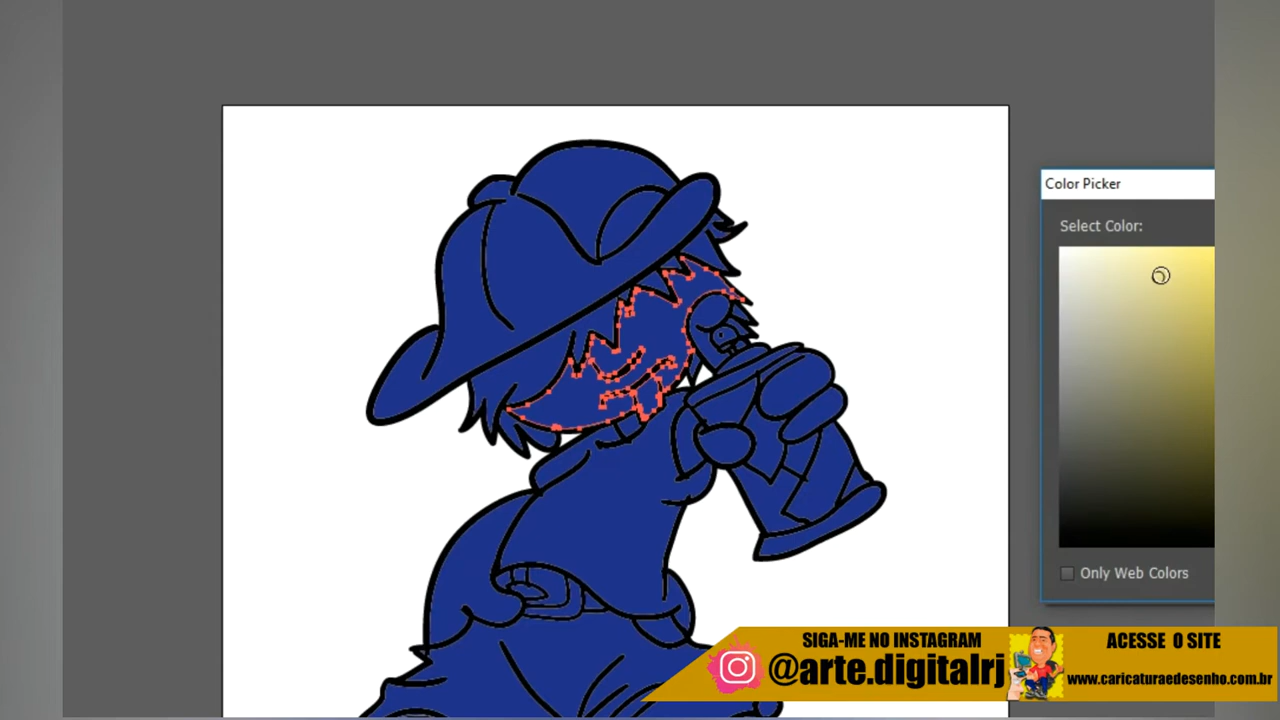 Color Picker
Select Color:
Only Web Colors
SIGA-ME NO INSTAGRAM
@arte.digitalrj
ACESSE O SITE
www.caricaturaedesenho.com.br